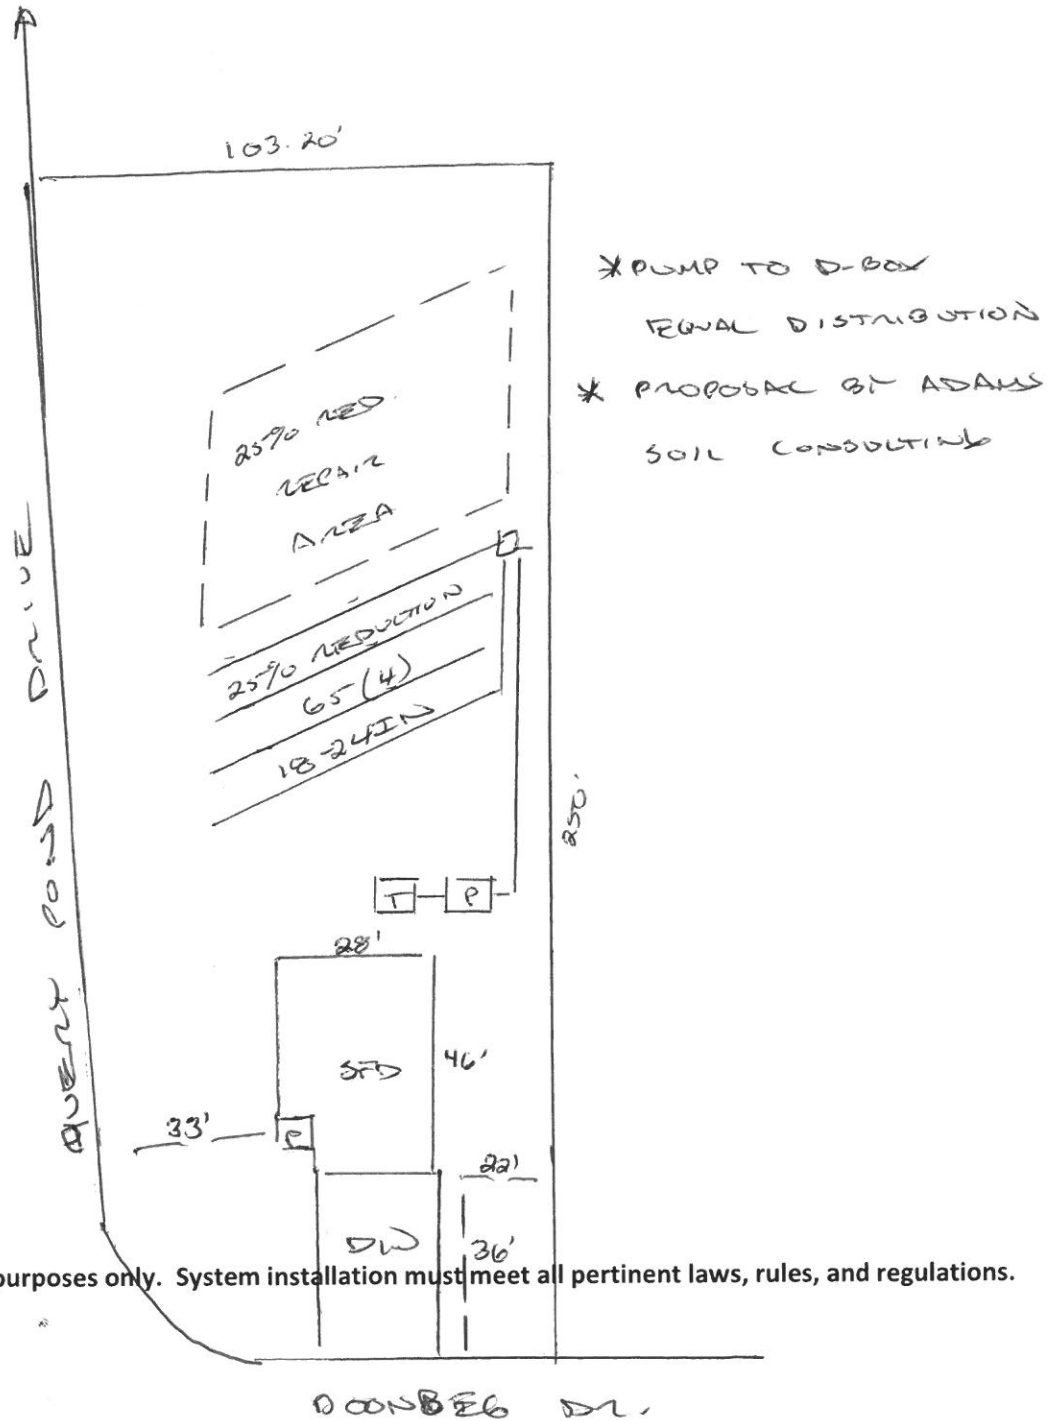 103.20'
* PUMP TO D-BOX
EQUAL DISTRIBUTION
* PROPOSAL BY ADAMS
SOIL CONSULTING
25% RED.
REPAIR
AREA
25% REDUCTION
65 (4)
18-24IN
250'
T
P
28'
SFD
46'
33'
P
22'
DW
36'
POND DRIVE
purposes only. System installation must meet all pertinent laws, rules, and regulations.
DOONBEG DR.